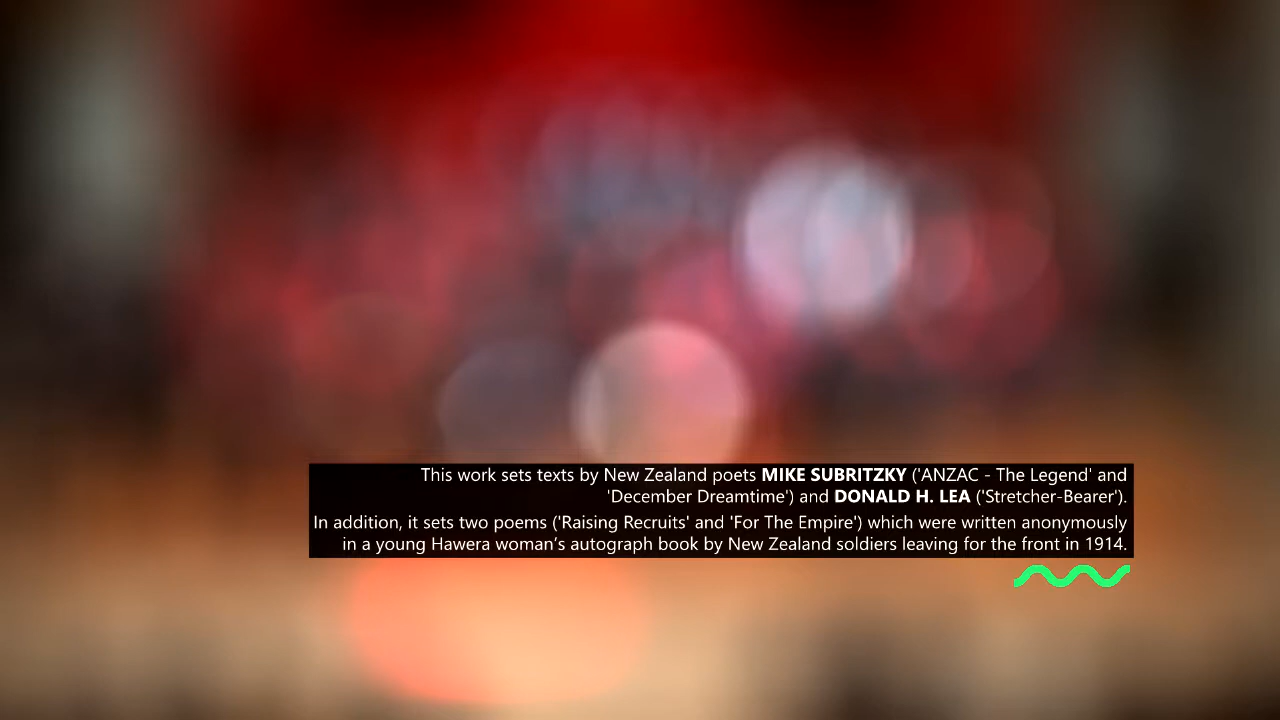 This work sets texts by New Zealand poets MIKE SUBRITZKY ('ANZAC - The Legend' and
'December Dreamtime') and DONALD H. LEA ('Stretcher-Bearer').
In addition, it sets two poems ('Raising Recruits' and 'For The Empire') which were written anonymously
in a young Hawera woman’s autograph book by New Zealand soldiers leaving for the front in 1914.